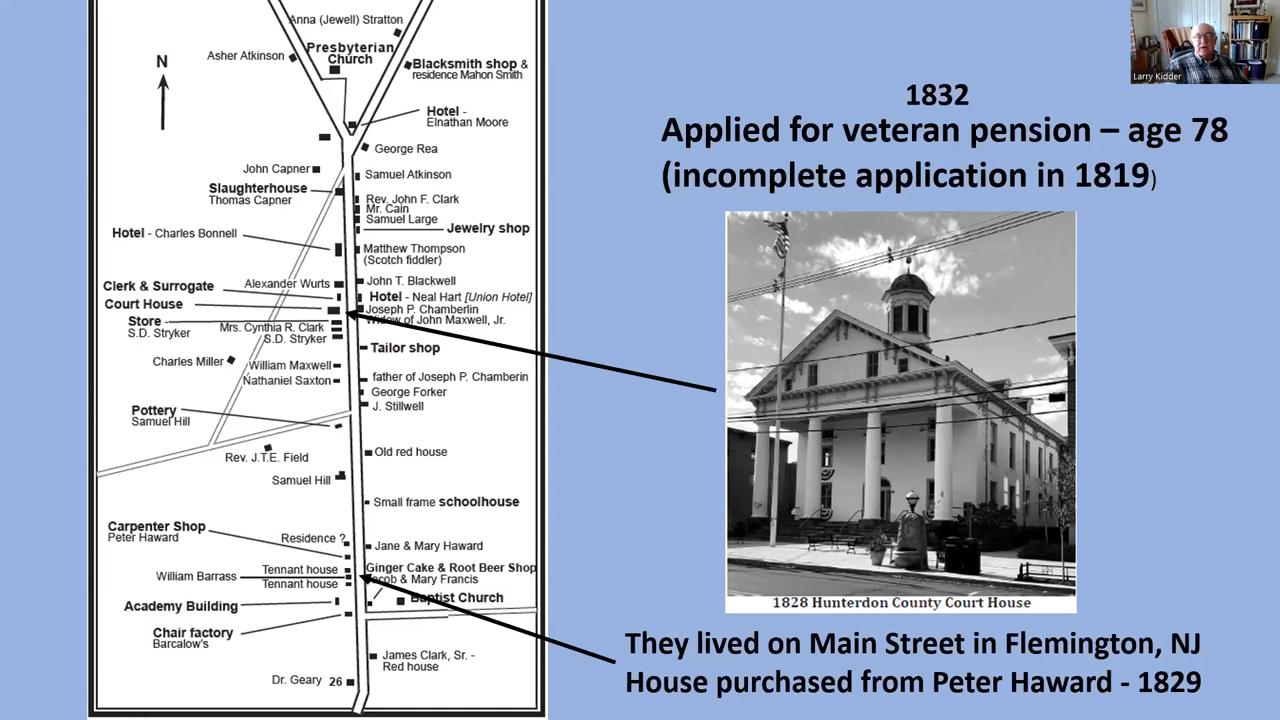 Anna (Jewell) Stratton
Asher Atkinson
Presbyterian
Church
N
Blacksmith shop &
residence Mahon Smith
Hotel -
Elnathan Moore
George Rea
John Capner
Samuel Atkinson
Slaughterhouse
Thomas Capner
Rev. John F. Clark
Mr. Cain
Samuel Large
Jewelry shop
Hotel - Charles Bonnell
Matthew Thompson
(Scotch fiddler)
Clerk & Surrogate
Alexander Wurts
John T. Blackwell
Court House
Hotel - Neal Hart [Union Hotel]
Joseph P. Chamberlin
Widow of John Maxwell, Jr.
Store
S.D. Stryker
Mrs. Cynthia R. Clark
S.D. Stryker
Tailor shop
Charles Miller
William Maxwell
Nathaniel Saxton
father of Joseph P. Chamberin
George Forker
J. Stillwell
Pottery
Samuel Hill
Old red house
Rev. J.T.E. Field
Samuel Hill
Small frame schoolhouse
Carpenter Shop
Peter Haward
Residence ?
Jane & Mary Haward
Tennant house
William Barrass
Tennant house
Ginger Cake & Root Beer Shop
Jacob & Mary Francis
Academy Building
Baptist Church
Chair factory
Barcalow's
James Clark, Sr. -
Red house
Dr. Geary 26
Larry Kidder
1832
Applied for veteran pension – age 78
(incomplete application in 1819)
1828 Hunterdon County Court House
They lived on Main Street in Flemington, NJ
House purchased from Peter Haward - 1829